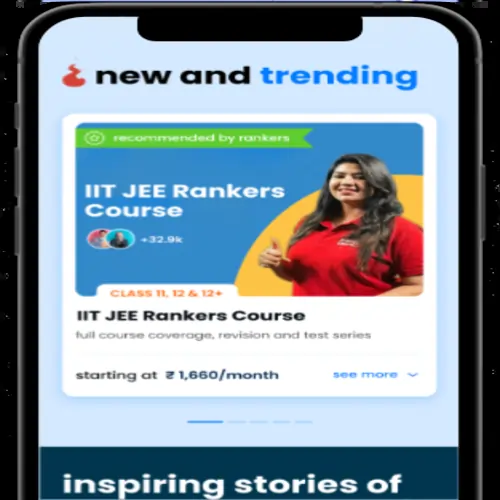 new and trending
recommended by rankers
IIT JEE Rankers
Course
+32.9k
CLASS 11, 12 & 12+
IIT JEE Rankers Course
full course coverage, revision and test series
starting at ₹ 1,660/month
see more
inspiring stories of